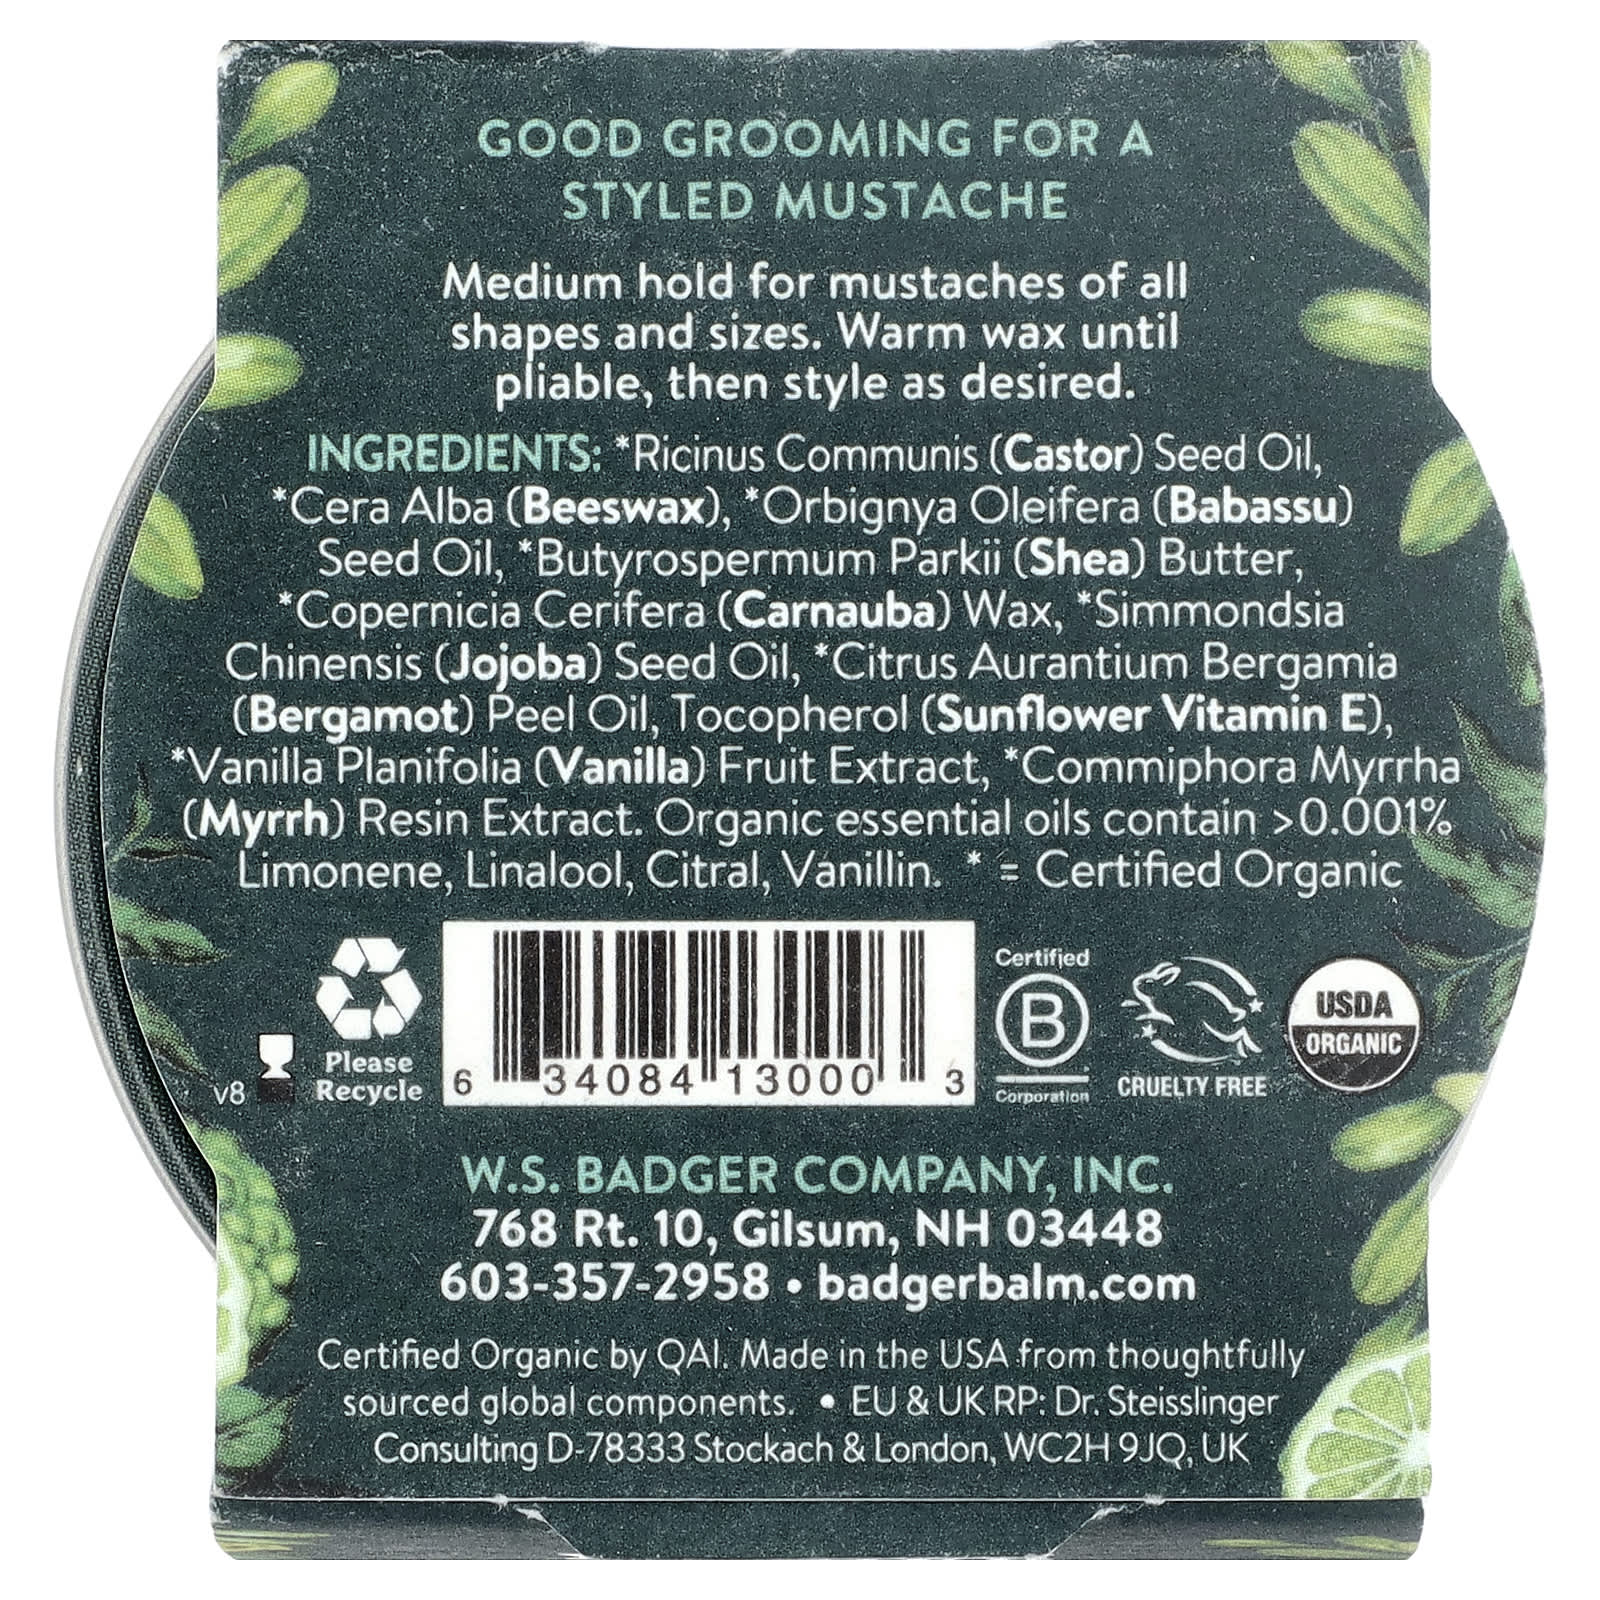 GOOD GROOMING FOR A
STYLED MUSTACHE
Medium hold for mustaches of all
shapes and sizes. Warm wax until
pliable, then style as desired.
INGREDIENTS: *Ricinus Communis (Castor) Seed Oil,
*Cera Alba (Beeswax), *Orbignya Oleifera (Babassu)
Seed Oil, *Butyrospermum Parkii (Shea) Butter,
*Copernicia Cerifera (Carnauba) Wax, *Simmondsia
Chinensis (Jojoba) Seed Oil, *Citrus Aurantium Bergamia
(Bergamot) Peel Oil, Tocopherol (Sunflower Vitamin E),
*Vanilla Planifolia (Vanilla) Fruit Extract, *Commiphora Myrrha
(Myrrh) Resin Extract. Organic essential oils contain >0.001%
Limonene, Linalool, Citral, Vanillin. * = Certified Organic
v8
Please
Recycle
6 34084 13000 3
Certified
B
Corporation
CRUELTY FREE
USDA
ORGANIC
W.S. BADGER COMPANY, INC.
768 Rt. 10, Gilsum, NH 03448
603-357-2958 • badgerbalm.com
Certified Organic by QAI. Made in the USA from thoughtfully
sourced global components. • EU & UK RP: Dr. Steisslinger
Consulting D-78333 Stockach & London, WC2H 9JQ, UK